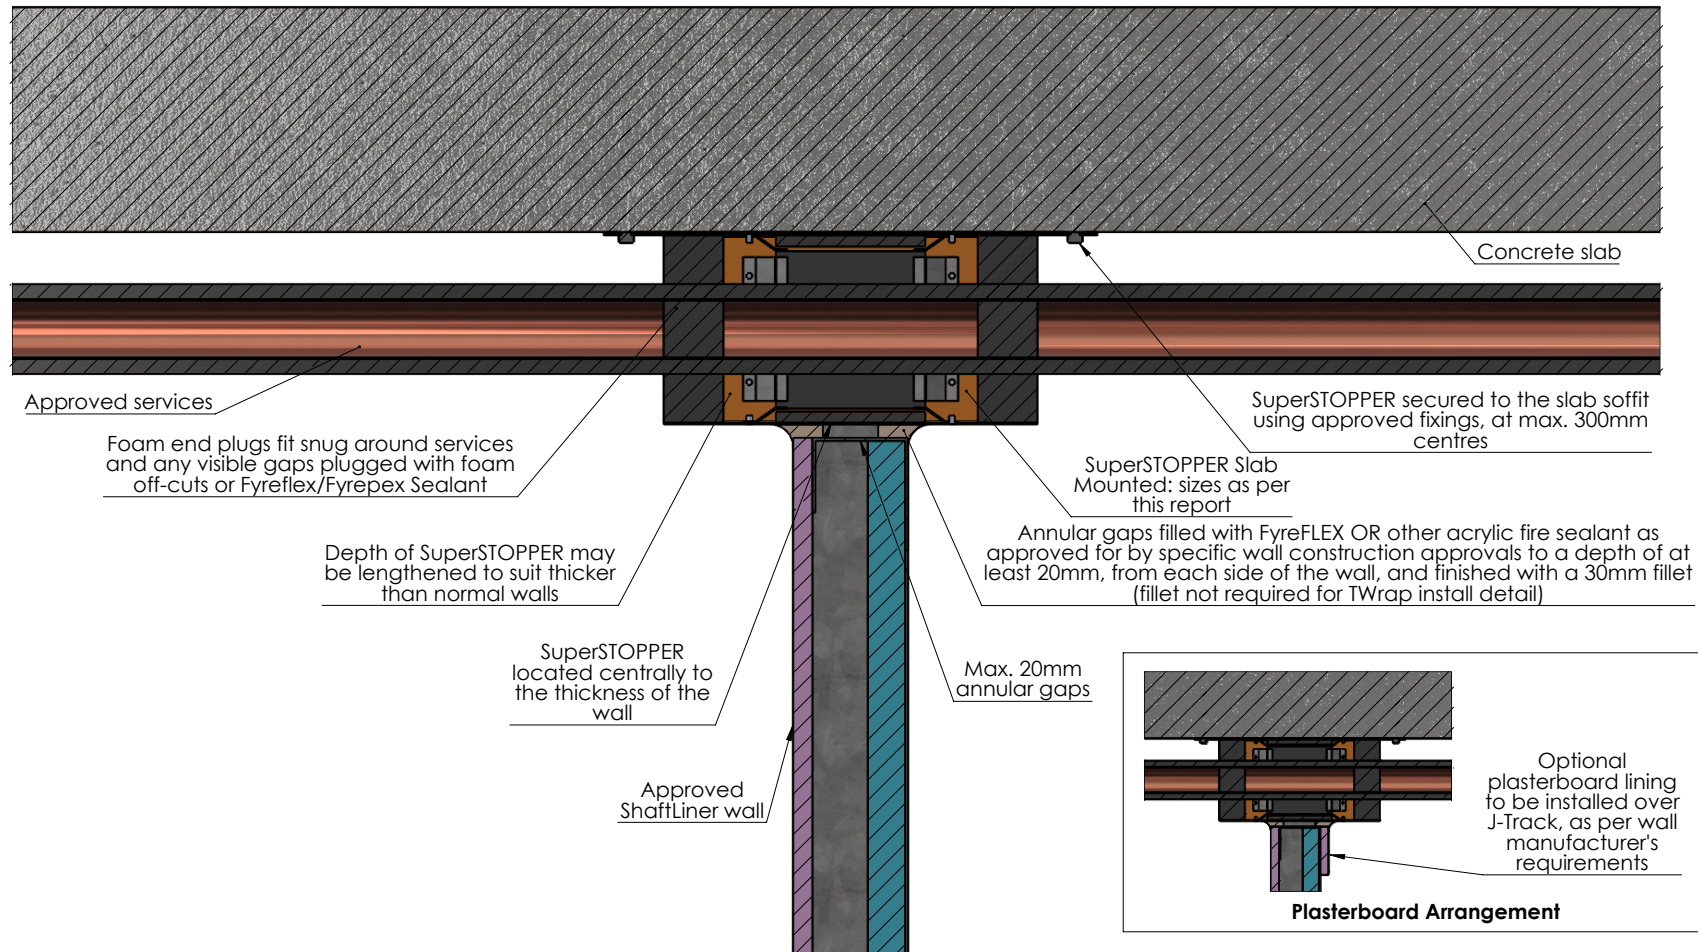 Concrete slab
Approved services
Foam end plugs fit snug around services
and any visible gaps plugged with foam
off-cuts or Fyreflex/Fyrepex Sealant
SuperSTOPPER secured to the slab soffit
using approved fixings, at max. 300mm
centres
SuperSTOPPER Slab
Mounted: sizes as per
this report
Depth of SuperSTOPPER may
be lengthened to suit thicker
than normal walls
Annular gaps filled with FyreFLEX OR other acrylic fire sealant as
approved for by specific wall construction approvals to a depth of at
least 20mm, from each side of the wall, and finished with a 30mm fillet
(fillet not required for TWrap install detail)
SuperSTOPPER
located centrally to
the thickness of the
wall
Max. 20mm
annular gaps
Approved
ShaftLiner wall
Optional
plasterboard lining
to be installed over
J-Track, as per wall
manufacturer's
requirements
Plasterboard Arrangement